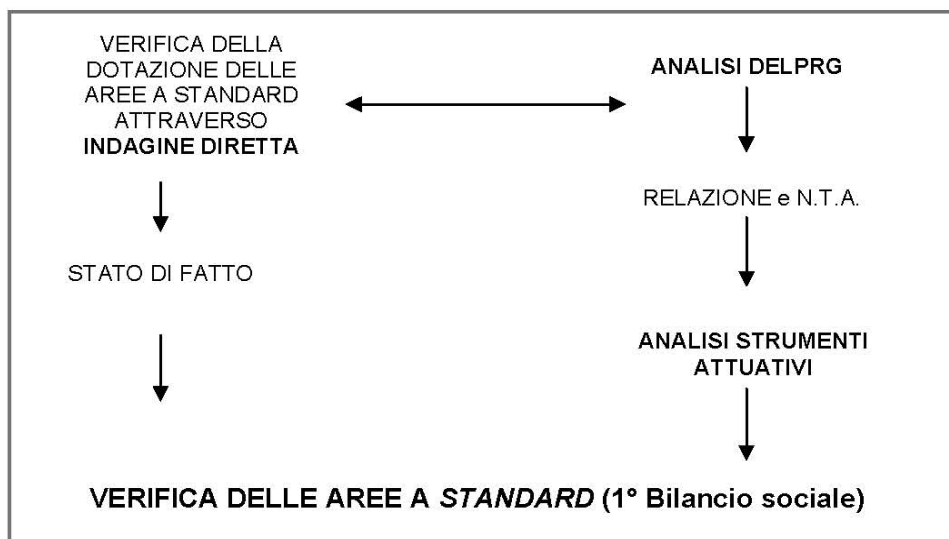 VERIFICA DELLA
DOTAZIONE DELLE
AREE A STANDARD
ATTRAVERSO
INDAGINE DIRETTA
STATO DI FATTO
ANALISI DELPRG
RELAZIONE e N.T.A.
ANALISI STRUMENTI
ATTUATIVI
VERIFICA DELLE AREE A STANDARD (1° Bilancio sociale)